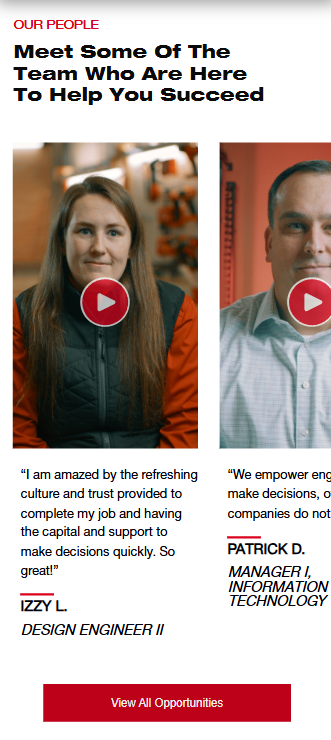 OUR PEOPLE
Meet Some Of The
Team Who Are Here
To Help You Succeed
“I am amazed by the refreshing
culture and trust provided to
complete my job and having
the capital and support to
make decisions quickly. So
great!”
IZZY L.
DESIGN ENGINEER II
“We empower eng
make decisions, o
companies do not
PATRICK D.
MANAGER I,
INFORMATION
TECHNOLOGY
View All Opportunities